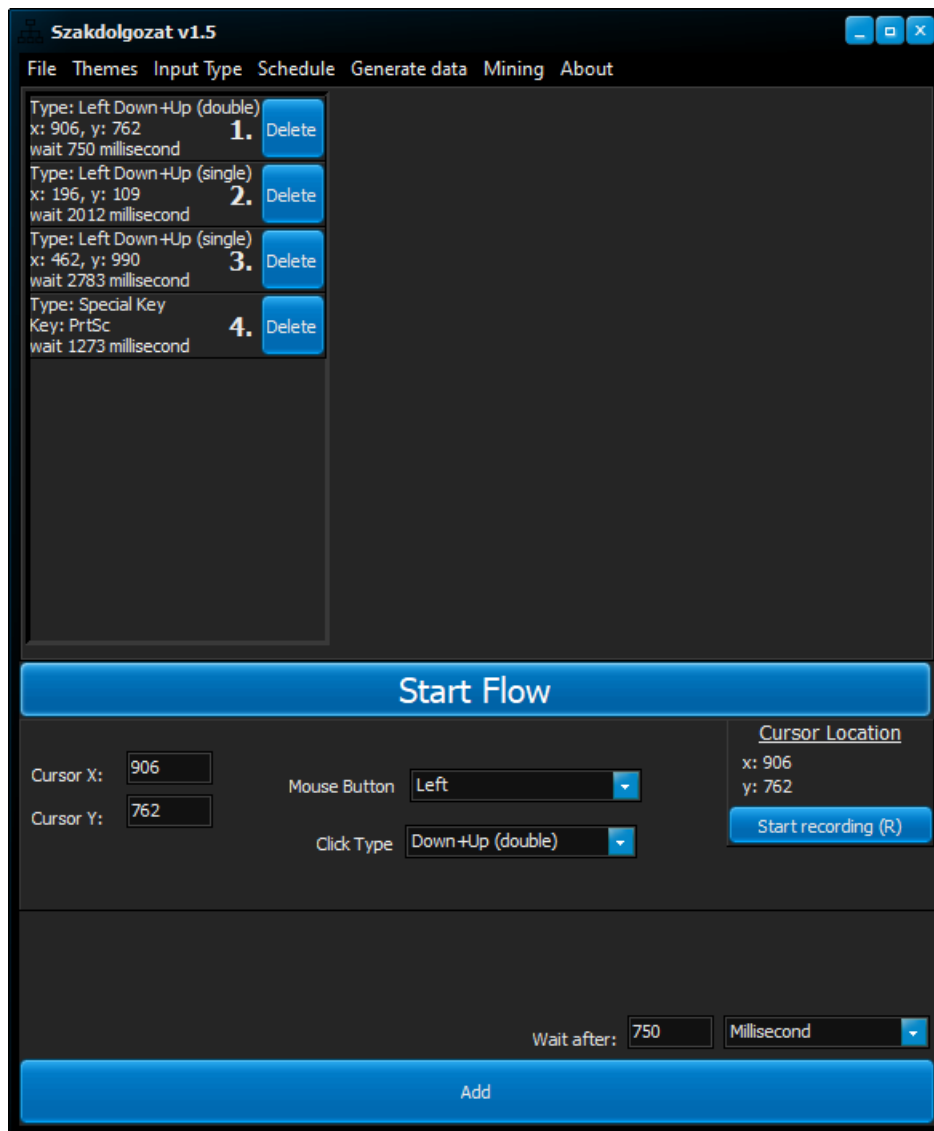 Szakdolgozat v1.5
File Themes Input Type Schedule Generate data Mining About
Type: Left Down+Up (double)
x: 906, y: 762
wait 750 millisecond
1.
Delete
Type: Left Down+Up (single)
x: 196, y: 109
wait 2012 millisecond
2.
Delete
Type: Left Down+Up (single)
x: 462, y: 990
wait 2783 millisecond
3.
Delete
Type: Special Key
Key: PrtSc
wait 1273 millisecond
4.
Delete
Start Flow
Cursor X: 906
Cursor Y: 762
Mouse Button Left
Click Type Down+Up (double)
Cursor Location
x: 906
y: 762
Start recording (R)
Wait after: 750 Millisecond
Add